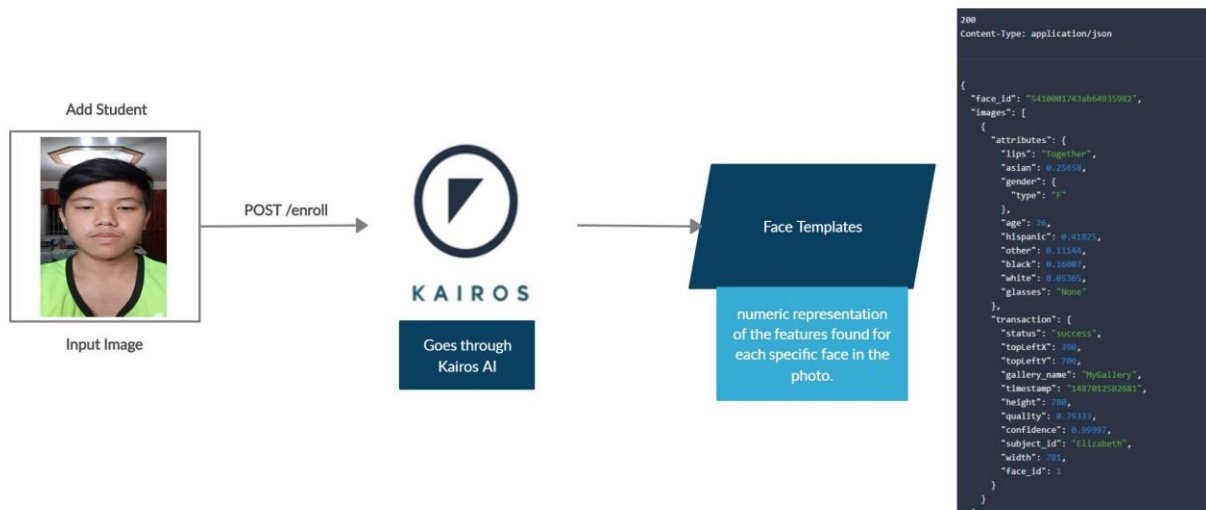 Add Student
Input Image
POST /enroll
KAIROS
Goes through
Kairos AI
Face Templates
numeric representation
of the features found for
each specific face in the
photo.
200
Content-Type: application/json
{
"face_id": "5410001743ab64935982",
"images": [
{
"attributes": {
"lips": "Together",
"asian": 0.25658,
"gender": {
"type": "F"
},
"age": 26,
"hispanic": 0.41825,
"other": 0.11144,
"black": 0.16007,
"white": 0.05365,
"glasses": "None"
},
"transaction": {
"status": "success",
"topLeftX": 390,
"topLeftY": 706,
"gallery_name": "MyGallery",
"timestamp": "1487012582681",
"height": 780,
"quality": 0.79333,
"confidence": 0.99997,
"subject_id": "Elizabeth",
"width": 781,
"face_id": 1
}
}